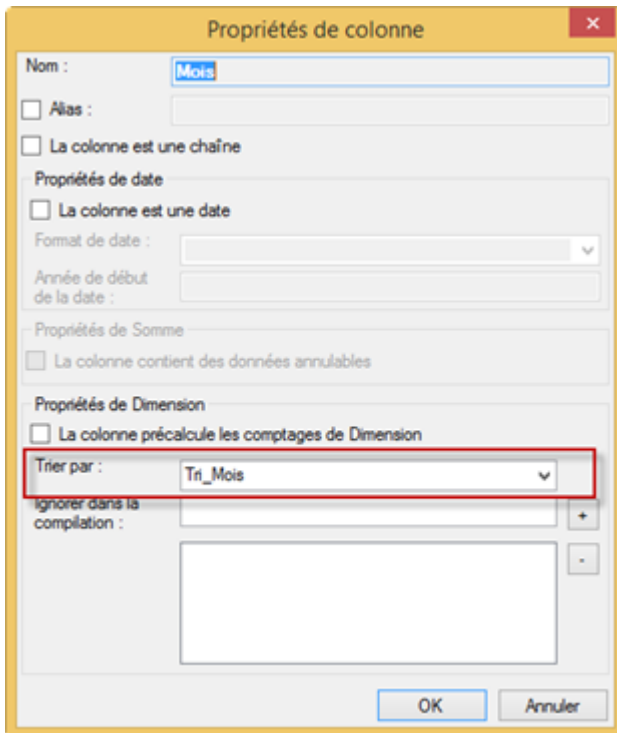 Propriétés de colonne
Nom :
Mois
Alias :
La colonne est une chaîne
Propriétés de date
La colonne est une date
Format de date :
Année de début
de la date :
Propriétés de Somme
La colonne contient des données annulables
Propriétés de Dimension
La colonne précalcule les comptages de Dimension
Trier par :
Tri_Mois
Ignorer dans la
compilation :
+
-
OK
Annuler